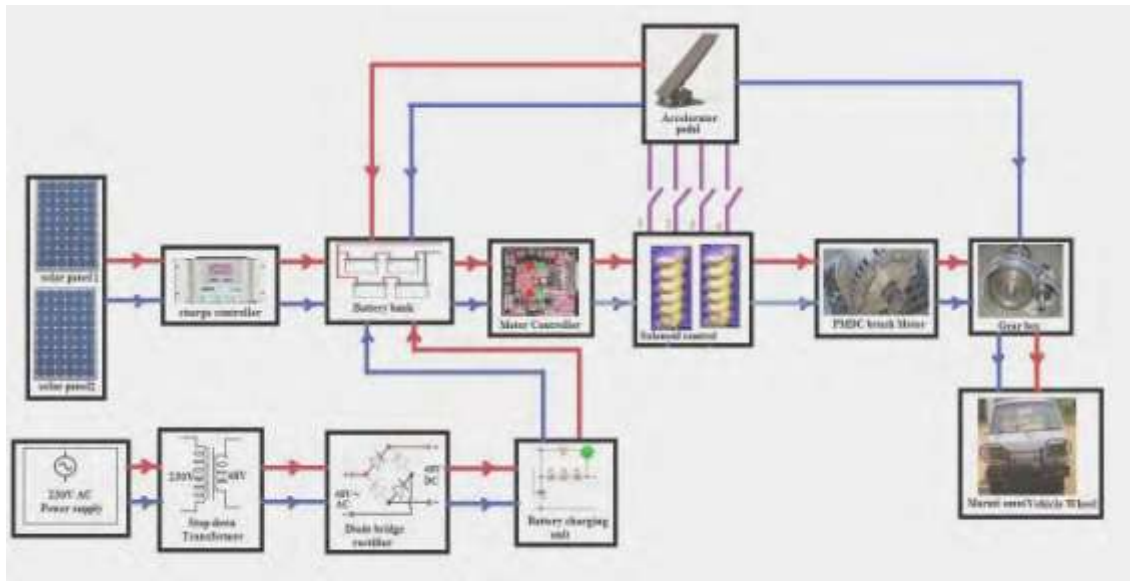 Accelerator
pedal
solar panel1
charge controller
Battery bank
Motor Controller
Solenoid control
PMDC brush Motor
Gear box
solar panel2
230V AC
Power supply
230V
48V
Step down
Transformer
48V~
AC
48V
DC
Diode bridge
rectifier
Battery charging
unit
Maruti omni Vehicle Wheel